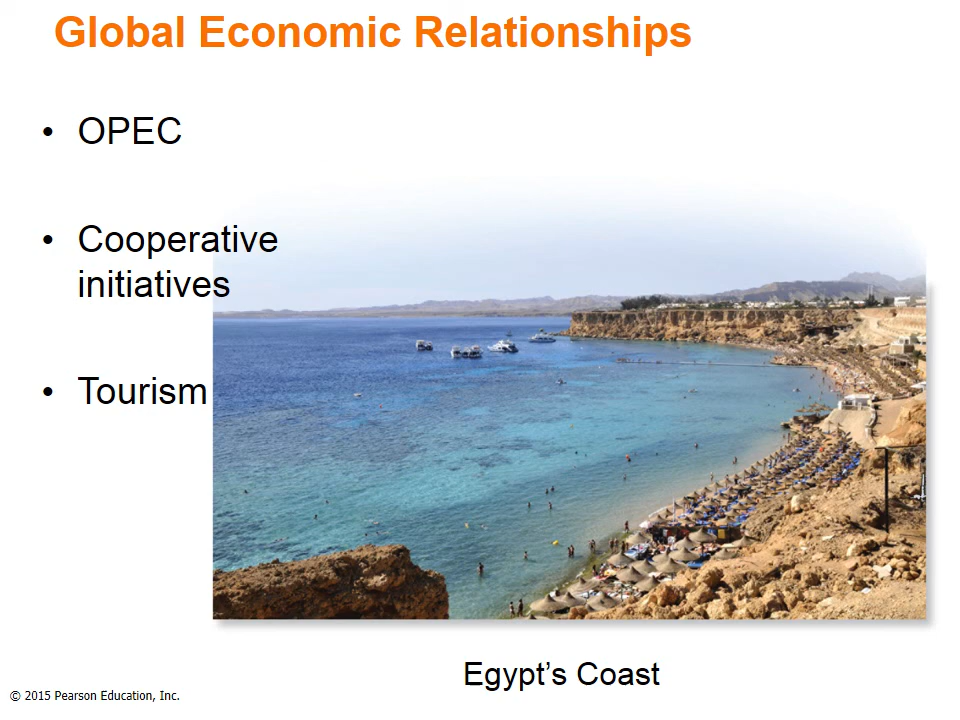 Global Economic Relationships
• OPEC
• Cooperative
initiatives
• Tourism
Egypt’s Coast
© 2015 Pearson Education, Inc.